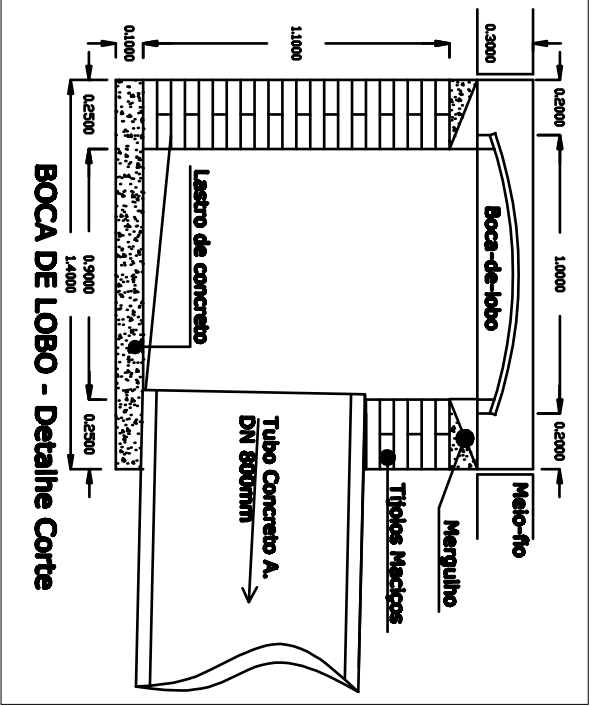 0.2000
1.0000
0.2000
0.3000
Meio-fio
Boca-de-lobo
Mergulho
1.1000
Tijolos Maciços
Tubo Concreto A.
DN 800mm
Lastro de concreto
0.1000
0.2500
0.9000
0.2500
1.4000
BOCA DE LOBO - Detalhe Corte